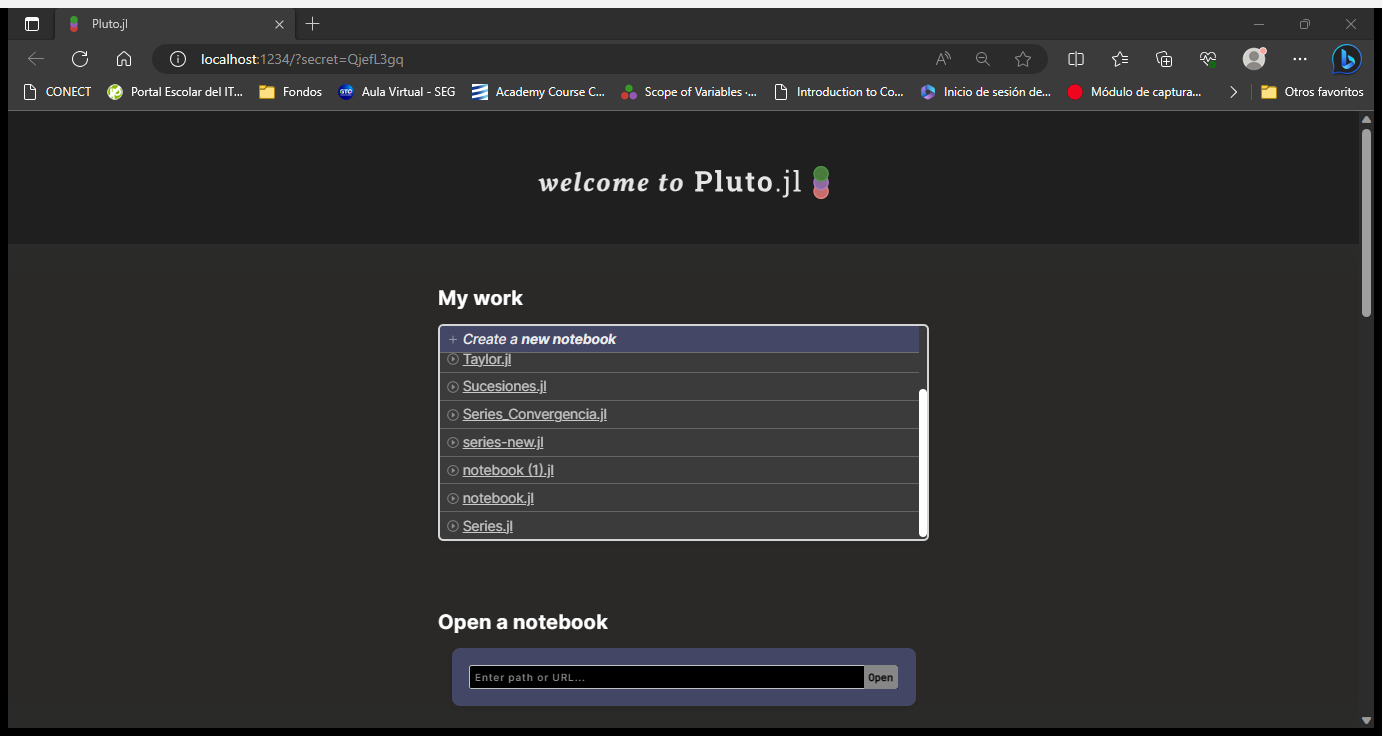 Pluto.jl
localhost:1234/?secret=QjefL3gq
CONECT Portal Escolar del IT... Fondos Aula Virtual - SEG Academy Course C... Scope of Variables ·... Introduction to Co... Inicio de sesión de... Módulo de captura... Otros favoritos
welcome to Pluto.jl
My work
+ Create a new notebook
Taylor.jl
Sucesiones.jl
Series_Convergencia.jl
series-new.jl
notebook (1).jl
notebook.jl
Series.jl
Open a notebook
Enter path or URL... Open